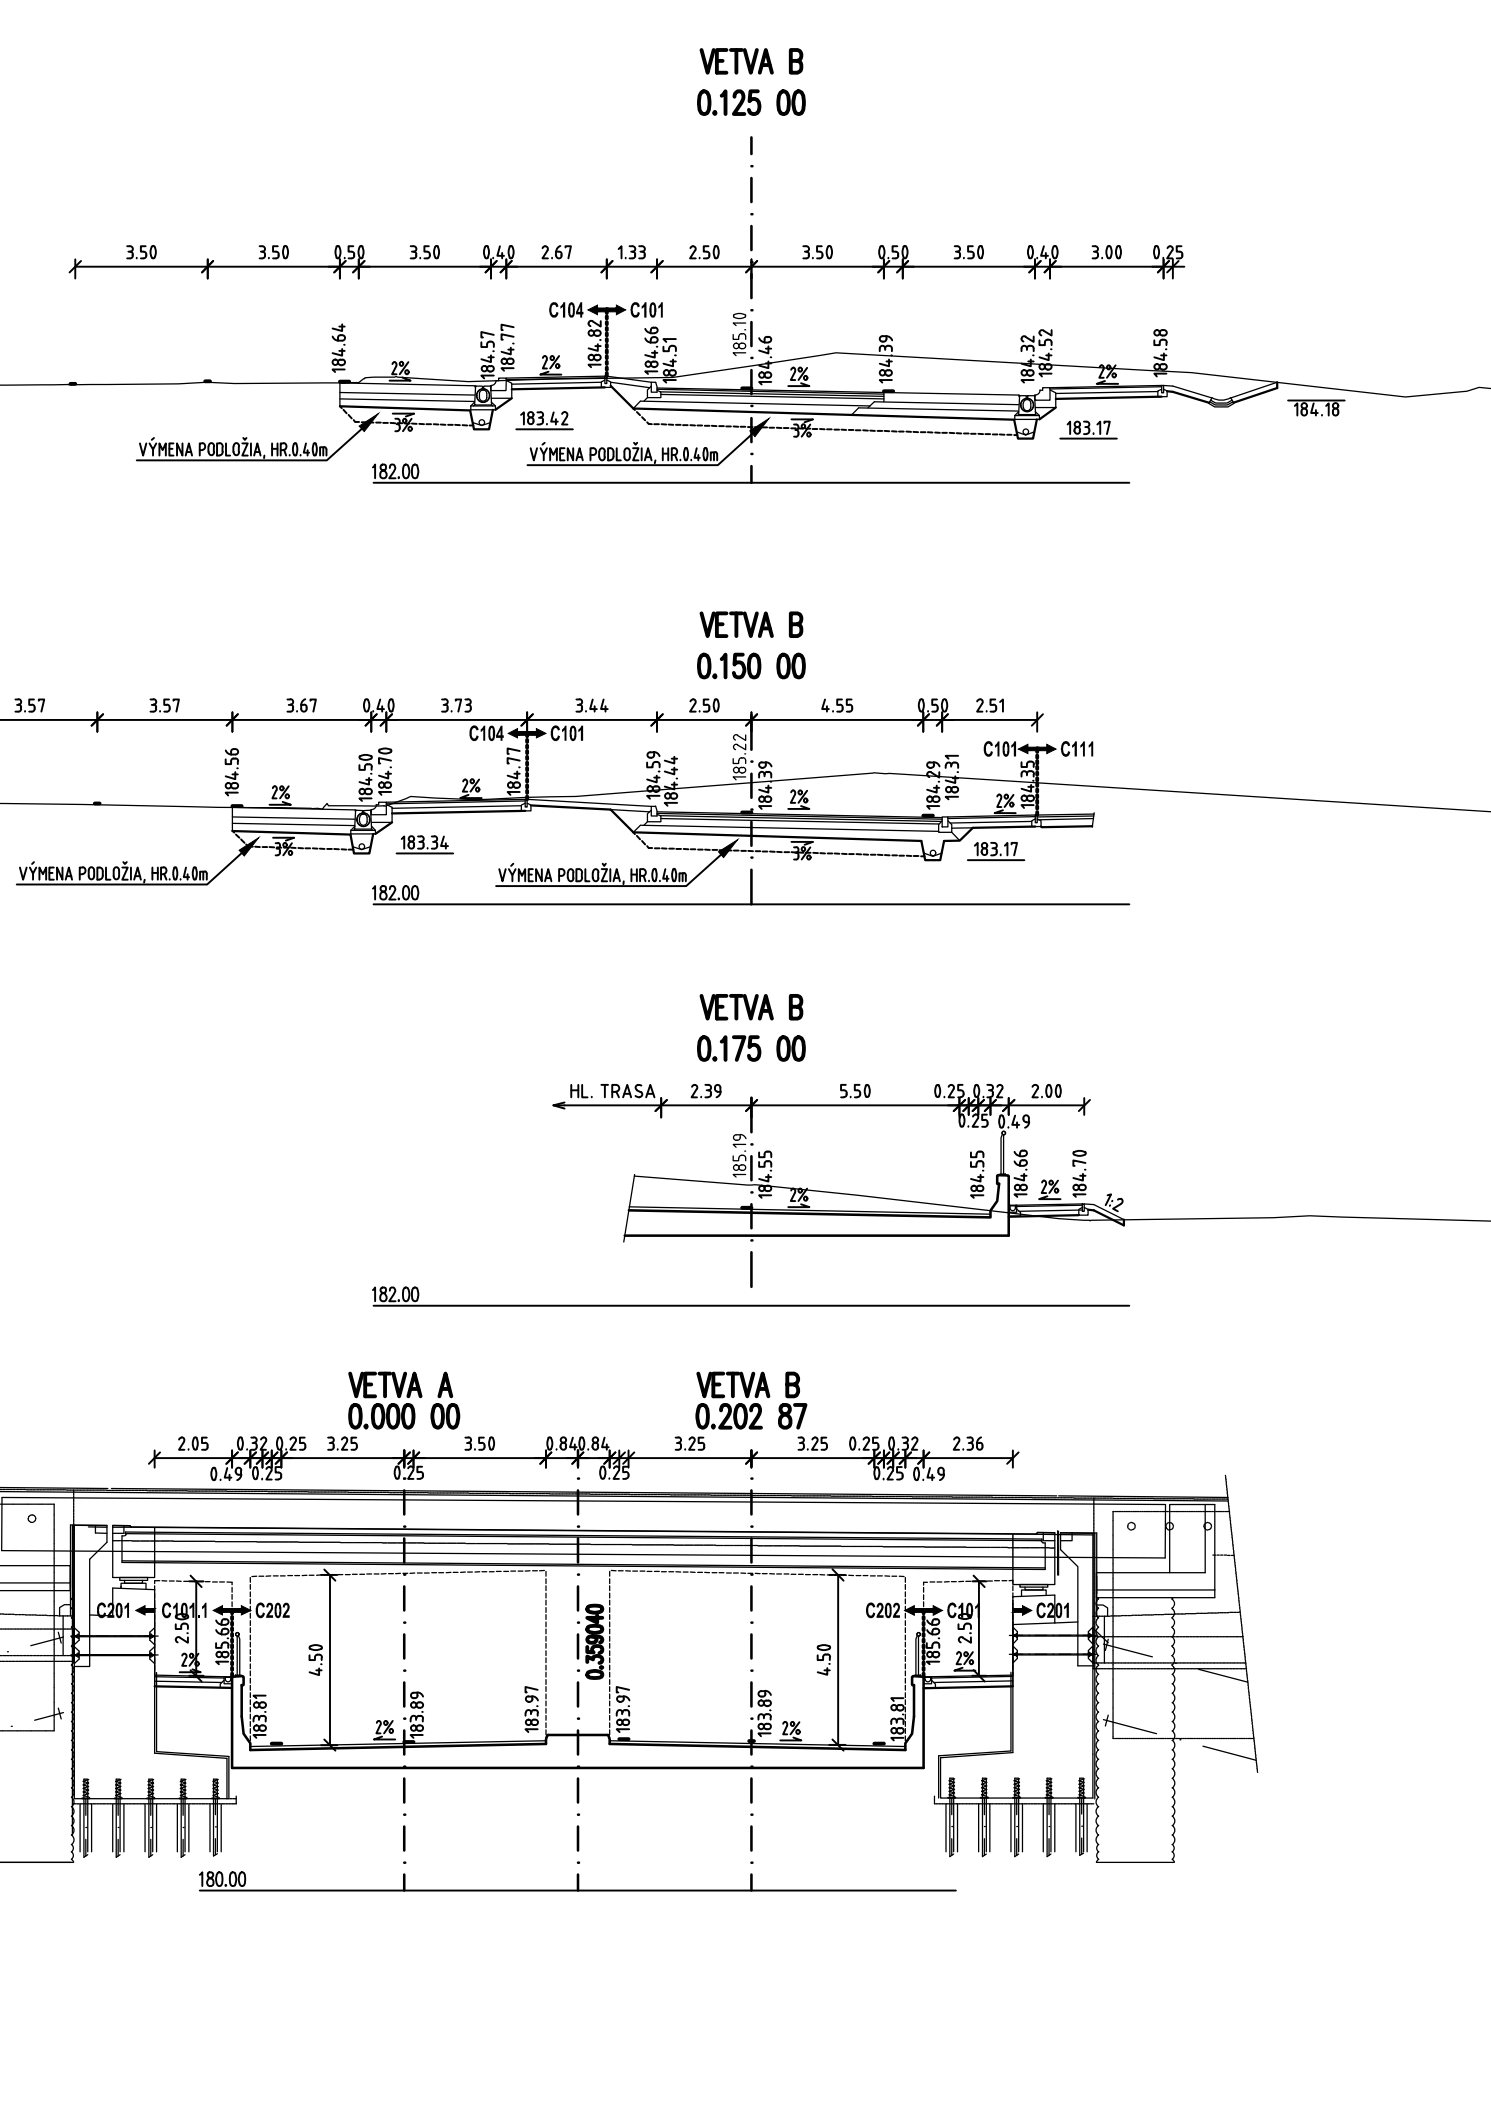 VETVA B
0.125 00
3.50 3.50 0.50 3.50 0.40 2.67 1.33 2.50 3.50 0.50 3.50 0.40 3.00 0.25
C104 C101
184.64 184.57 184.77 184.82 184.66 184.51 185.10 184.46 184.39 184.32 184.52 184.58
2% 2% 2% 2%
183.42 184.18
3% 3% 183.17
VÝMENA PODLOŽIA, HR.0.40m VÝMENA PODLOŽIA, HR.0.40m
182.00
VETVA B
0.150 00
3.57 3.57 3.67 0.40 3.73 3.44 2.50 4.55 0.50 2.51
C104 C101 C101 C111
184.56 184.50 184.70 184.77 184.59 184.44 185.22 184.39 184.29 184.31 184.35
2% 2% 2% 2%
3% 183.34 3% 183.17
VÝMENA PODLOŽIA, HR.0.40m VÝMENA PODLOŽIA, HR.0.40m
182.00
VETVA B
0.175 00
HL. TRASA 2.39 5.50 0.25 0.32 2.00
0.25 0.49
185.19 184.55 184.55 184.66 184.70
2% 2% 1:2
182.00
VETVA A VETVA B
0.000 00 0.202 87
2.05 0.32 0.25 3.25 3.50 0.84 0.84 3.25 3.25 0.25 0.32 2.36
0.49 0.25 0.25 0.25 0.25 0.49
C201 C101.1 C202 C202 C101 C201
2.50 185.66 4.50 0.359040 4.50 185.66 2.50
2% 2%
183.81 183.89 183.97 183.97 183.89 183.81
2% 2%
180.00